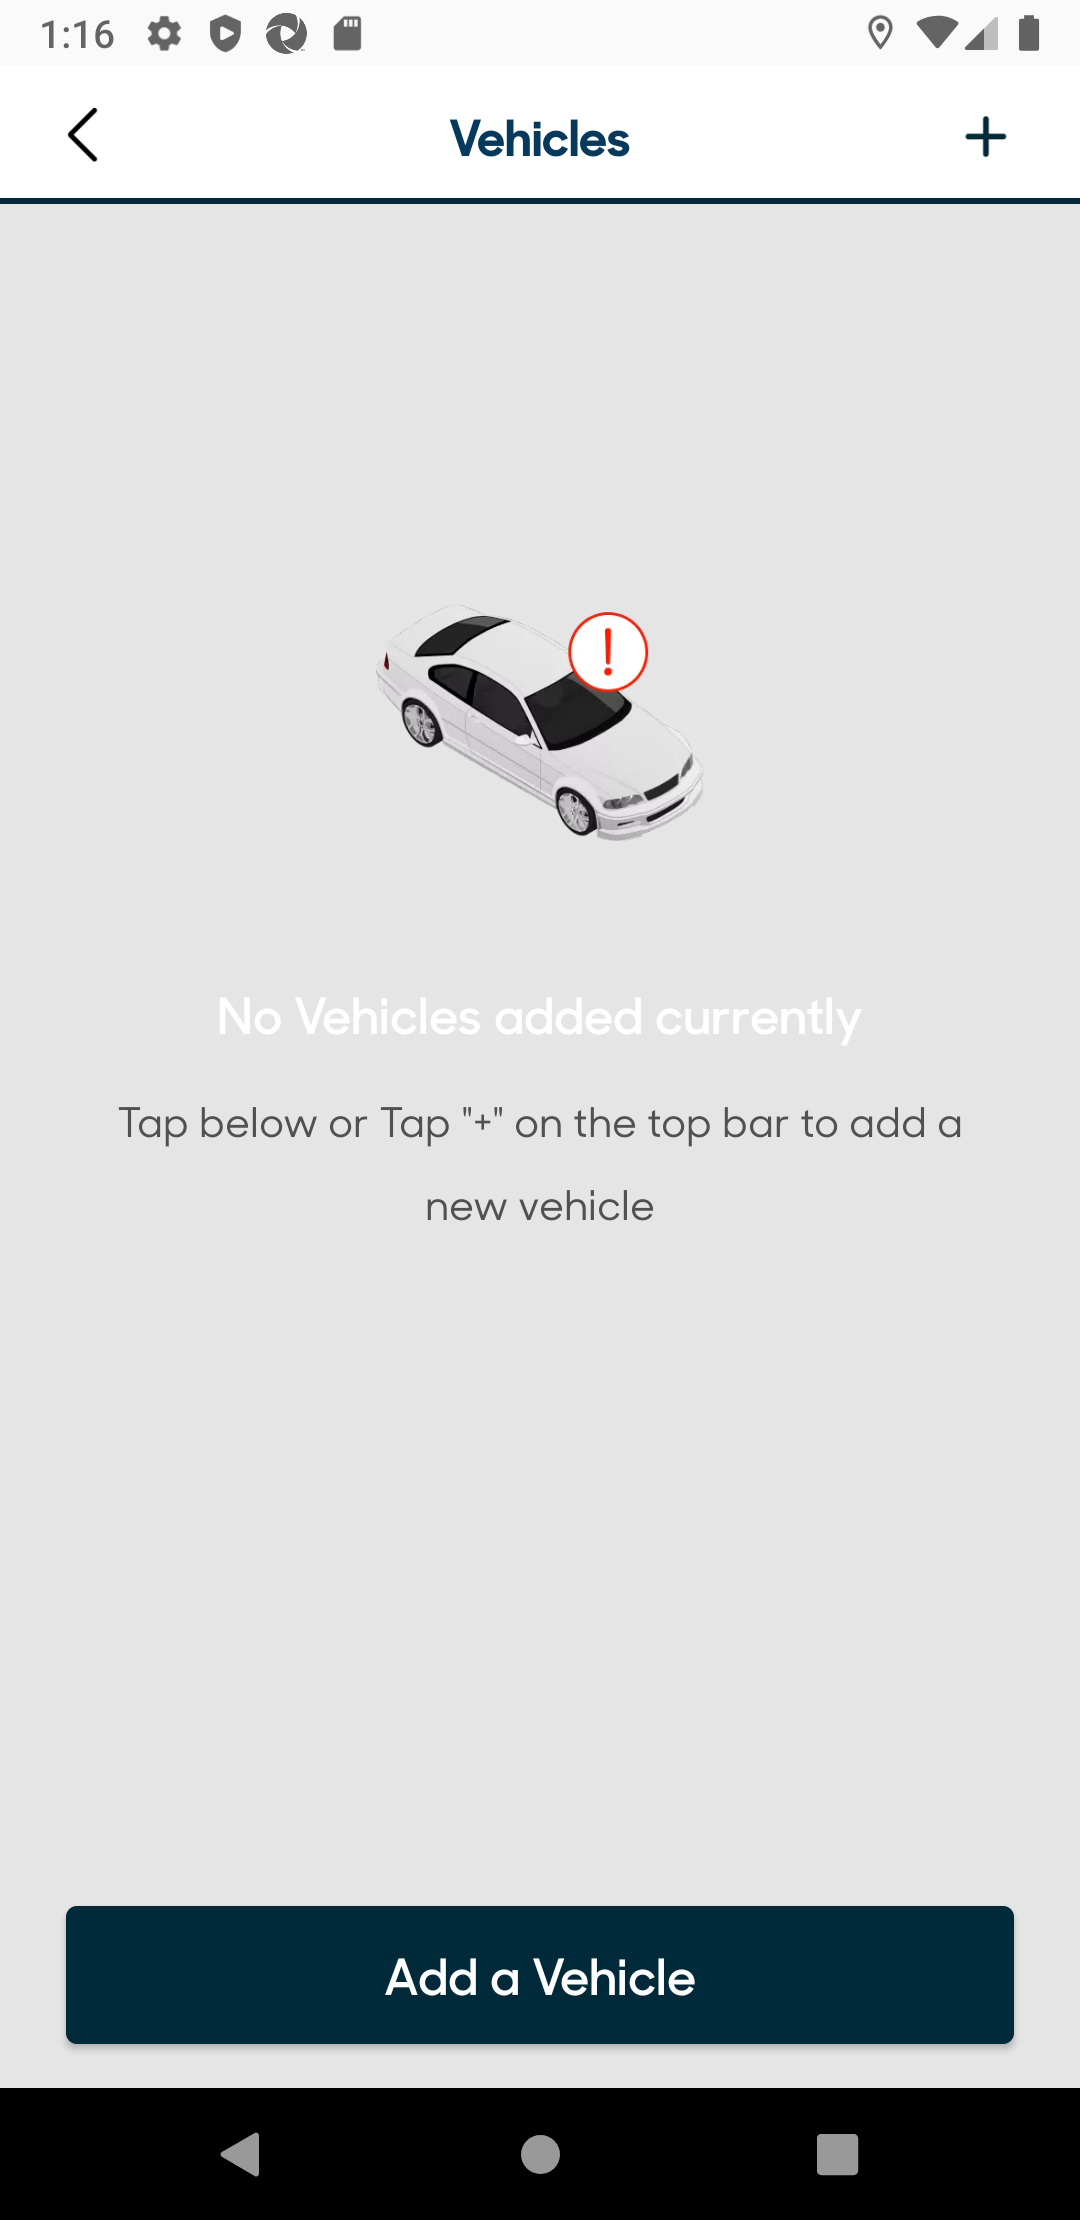 1:16
Vehicles
No Vehicles added currently
Tap below or Tap "+" on the top bar to add a
new vehicle
Add a Vehicle